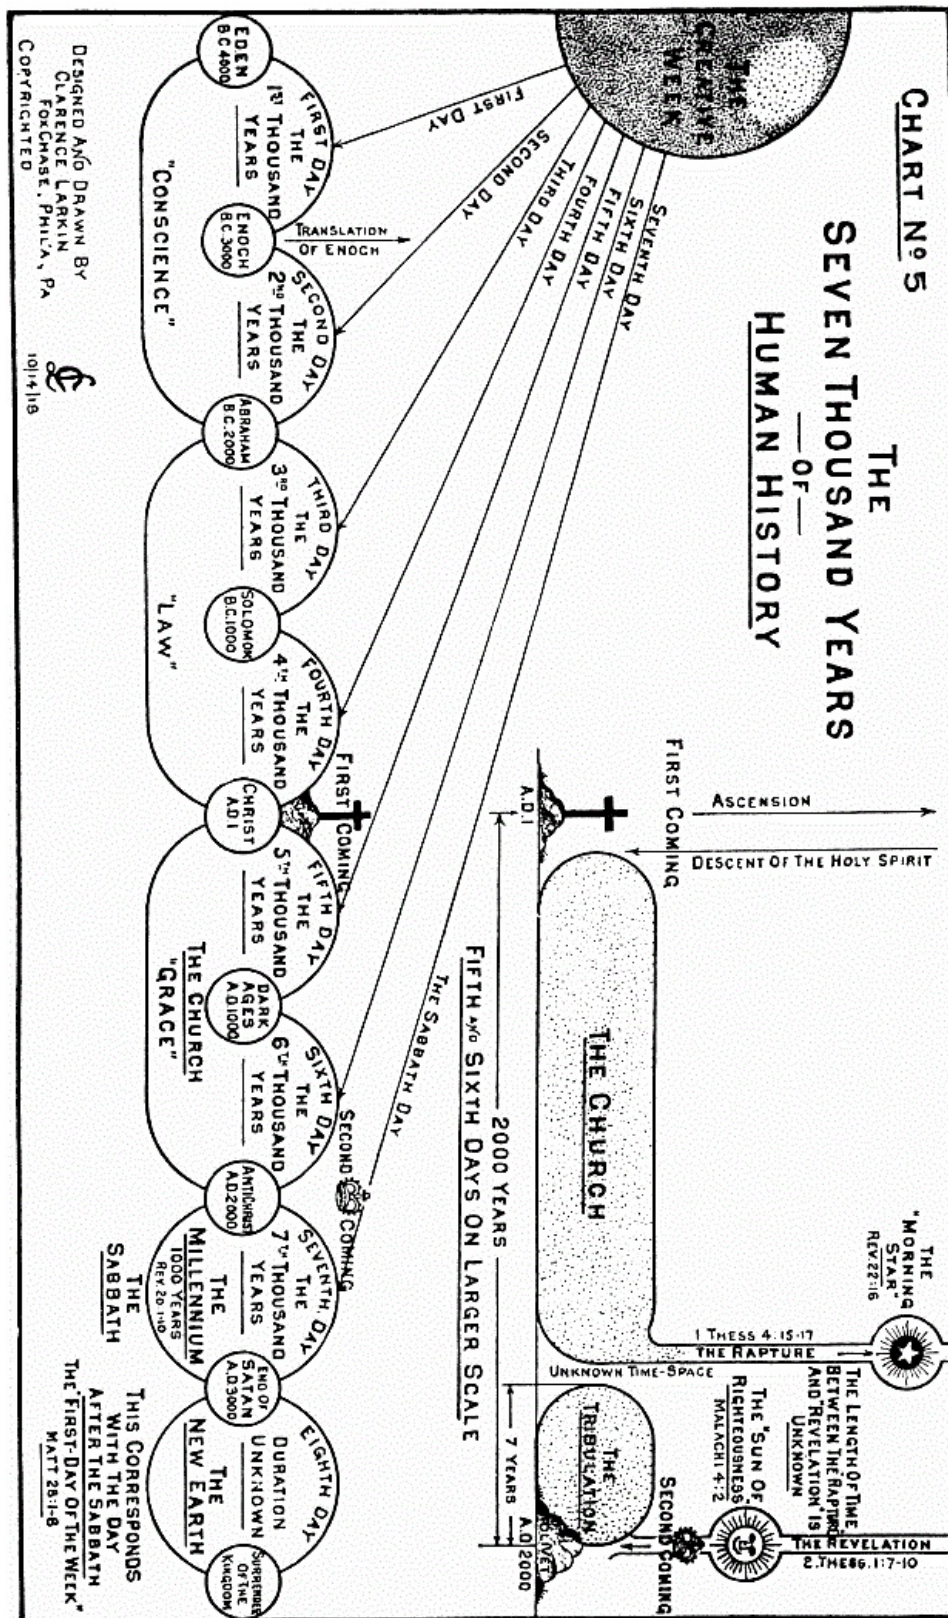 CHART Nº 5
THE
SEVEN THOUSAND YEARS
OF
HUMAN HISTORY
THE
CREATIVE
WEEK
FIRST DAY
SECOND DAY
THIRD DAY
FOURTH DAY
FIFTH DAY
SIXTH DAY
SEVENTH DAY
THE SABBATH DAY
FIRST COMING
ASCENSION
DESCENT OF THE HOLY SPIRIT
A.D.1
THE CHURCH
2000 YEARS
FIFTH AND SIXTH DAYS ON LARGER SCALE
THE
"MORNING
STAR"
REV. 22:16
1 THESS 4:15-17
THE RAPTURE
UNKNOWN TIME-SPACE
THE LENGTH OF TIME
BETWEEN THE "RAPTURE"
AND "REVELATION" IS
UNKNOWN
THE "SUN OF
RIGHTEOUSNESS"
MALACHI 4:2
THE REVELATION
2.THESS. 1:7-10
SECOND COMING
THE
TRIBULATION
7 YEARS
OLIVET
A.D. 2000
EDEN
B.C. 4000
FIRST DAY
THE
1ST THOUSAND
YEARS
ENOCH
B.C. 3000
TRANSLATION
OF ENOCH
SECOND DAY
THE
2ND THOUSAND
YEARS
ABRAHAM
B.C. 2000
THIRD DAY
THE
3RD THOUSAND
YEARS
SOLOMON
B.C. 1000
FOURTH DAY
THE
4TH THOUSAND
YEARS
CHRIST
A.D. 1
FIRST COMING
FIFTH DAY
THE
5TH THOUSAND
YEARS
DARK
AGES
A.D. 1000
SIXTH DAY
THE
6TH THOUSAND
YEARS
ANTICHRIST
A.D. 2000
SECOND COMING
SEVENTH DAY
THE
7TH THOUSAND
YEARS
THE
MILLENNIUM
1000 YEARS
REV. 20:1-10
END OF
SATAN
A.D. 3000
EIGHTH DAY
DURATION
UNKNOWN
THE
NEW EARTH
SURRENDER
OF THE
KINGDOM
"CONSCIENCE"
"LAW"
THE CHURCH
"GRACE"
THE
SABBATH
THIS CORRESPONDS
WITH THE DAY
AFTER THE SABBATH
THE "FIRST-DAY OF THE WEEK"
MATT 28:1-8
DESIGNED AND DRAWN BY
CLARENCE LARKIN
FOX CHASE, PHIL'A, PA
COPYRIGHTED
10/14/18